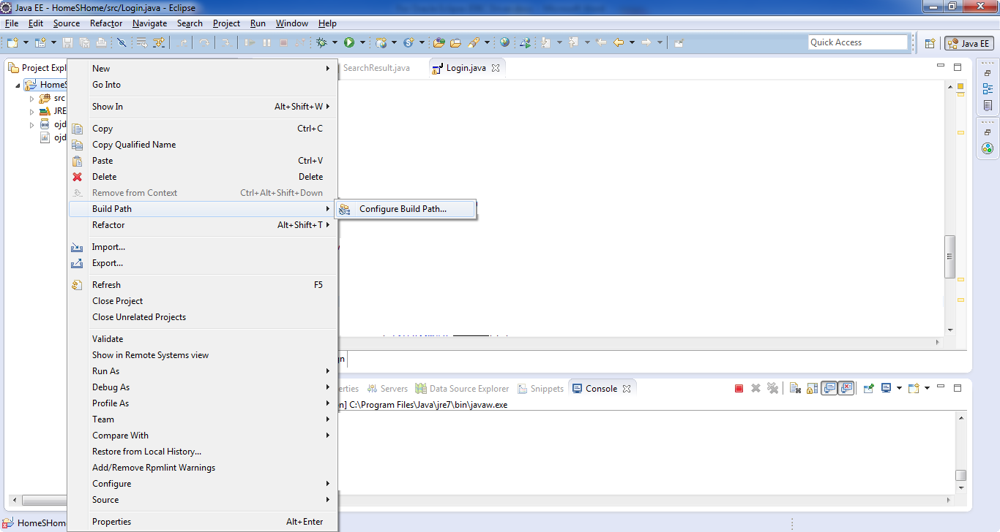 Java EE - HomeSHome/src/Login.java - Eclipse
File Edit Source Refactor Navigate Search Project Run Window Help
Quick Access
Java EE
Project Expl
SearchResult.java
Login.java
HomeS
src
JRE
ojd
ojd
New
Go Into
Show In Alt+Shift+W
Copy Ctrl+C
Copy Qualified Name
Paste Ctrl+V
Delete Delete
Remove from Context Ctrl+Alt+Shift+Down
Build Path
Configure Build Path...
Refactor Alt+Shift+T
Import...
Export...
Refresh F5
Close Project
Close Unrelated Projects
Validate
Show in Remote Systems view
Run As
Debug As
Profile As
Team
Compare With
Restore from Local History...
Add/Remove Rpmlint Warnings
Configure
Source
Properties Alt+Enter
gn
erties Servers Data Source Explorer Snippets Console
n] C:\Program Files\Java\jre7\bin\javaw.exe
HomeSHom